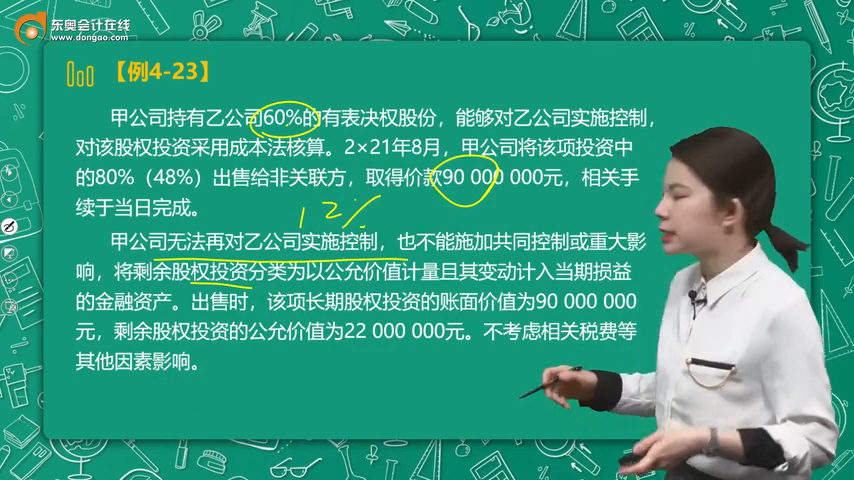 东奥会计在线
www.dongao.com
【例4-23】
甲公司持有乙公司60%的有表决权股份，能够对乙公司实施控制，
对该股权投资采用成本法核算。2×21年8月，甲公司将该项投资中
的80%（48%）出售给非关联方，取得价款90 000 000元，相关手
续于当日完成。
12%
甲公司无法再对乙公司实施控制，也不能施加共同控制或重大影
响，将剩余股权投资分类为以公允价值计量且其变动计入当期损益
的金融资产。出售时，该项长期股权投资的账面价值为90 000 000
元，剩余股权投资的公允价值为22 000 000元。不考虑相关税费等
其他因素影响。